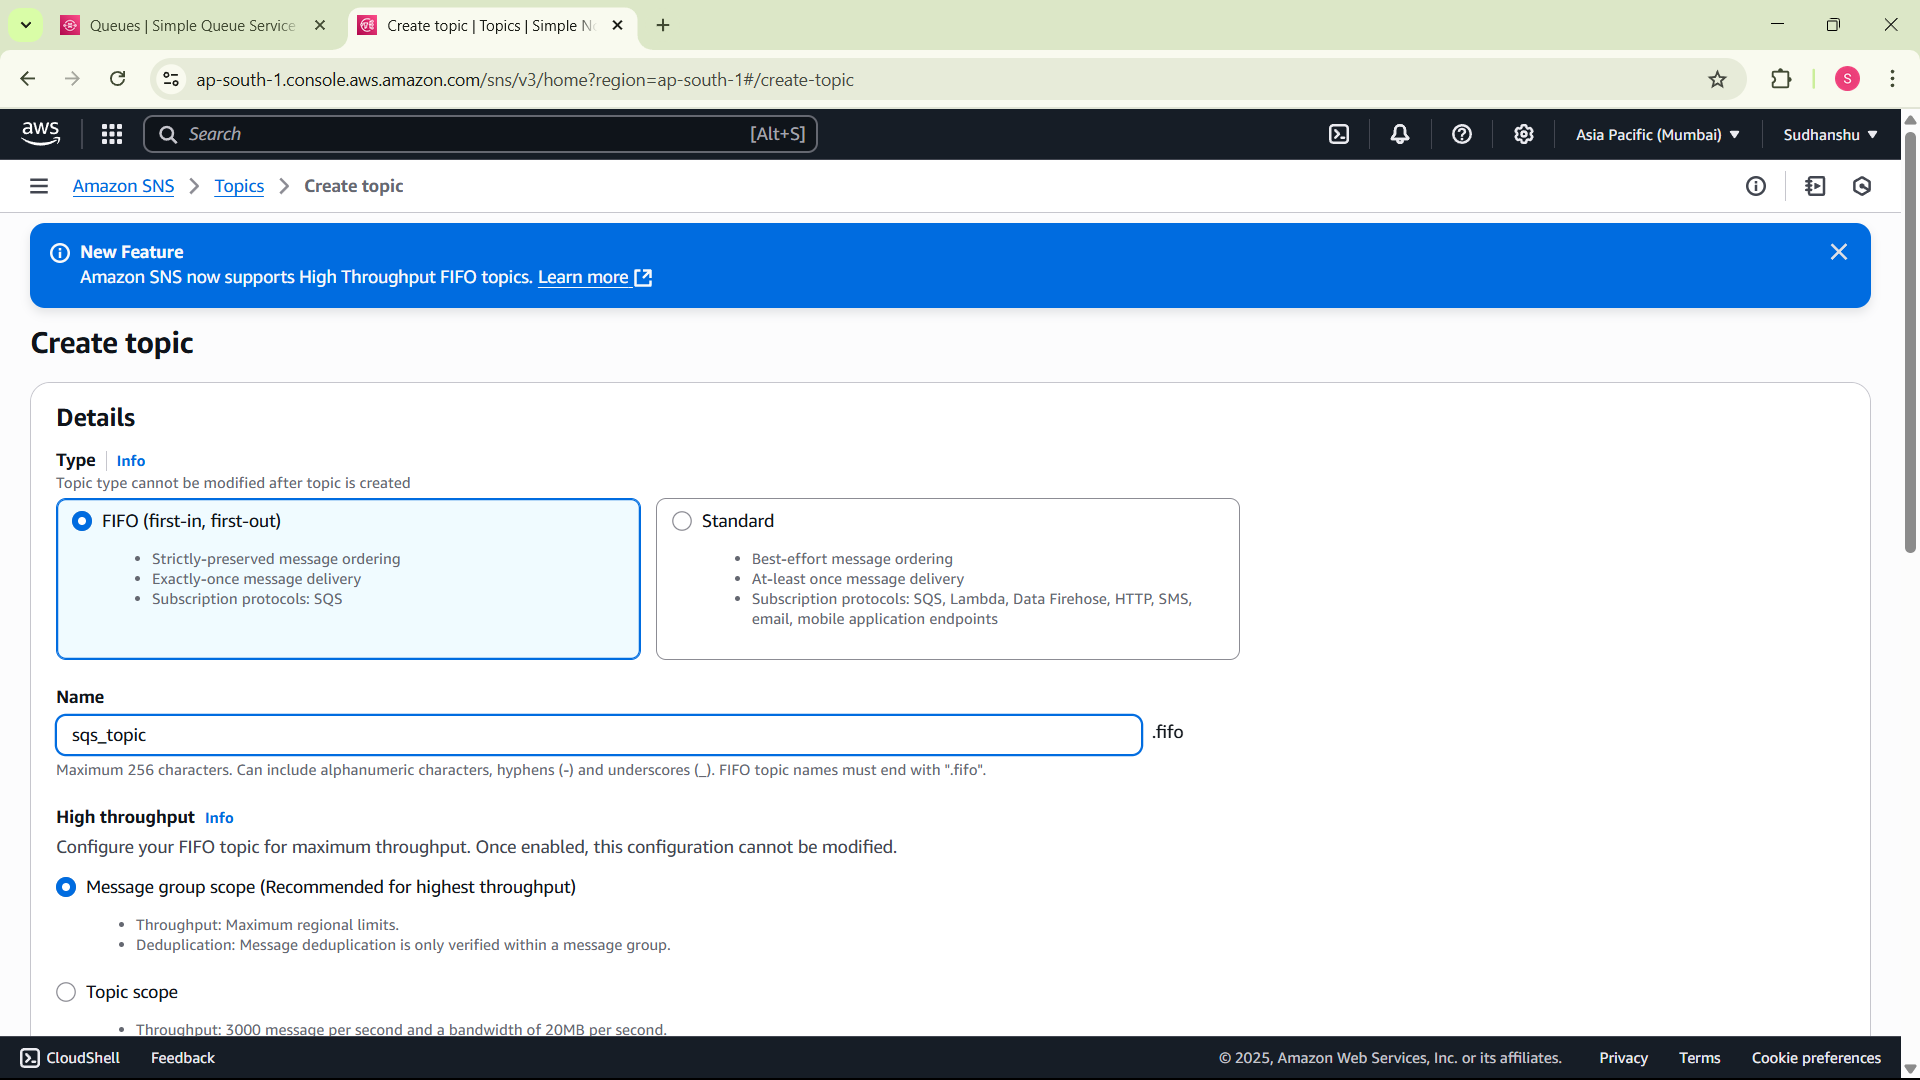 Queues | Simple Queue Service
Create topic | Topics | Simple No
ap-south-1.console.aws.amazon.com/sns/v3/home?region=ap-south-1#/create-topic
S
aws
Search
[Alt+S]
Asia Pacific (Mumbai)
Sudhanshu
Amazon SNS
Topics
Create topic
New Feature
Amazon SNS now supports High Throughput FIFO topics. Learn more
Create topic
Details
Type
Info
Topic type cannot be modified after topic is created
FIFO (first-in, first-out)
• Strictly-preserved message ordering
• Exactly-once message delivery
• Subscription protocols: SQS
Standard
• Best-effort message ordering
• At-least once message delivery
• Subscription protocols: SQS, Lambda, Data Firehose, HTTP, SMS,
email, mobile application endpoints
Name
sqs_topic
.fifo
Maximum 256 characters. Can include alphanumeric characters, hyphens (-) and underscores (_). FIFO topic names must end with ".fifo".
High throughput
Info
Configure your FIFO topic for maximum throughput. Once enabled, this configuration cannot be modified.
Message group scope (Recommended for highest throughput)
• Throughput: Maximum regional limits.
• Deduplication: Message deduplication is only verified within a message group.
Topic scope
• Throughput: 3000 message per second and a bandwidth of 20MB per second.
CloudShell
Feedback
© 2025, Amazon Web Services, Inc. or its affiliates.
Privacy
Terms
Cookie preferences